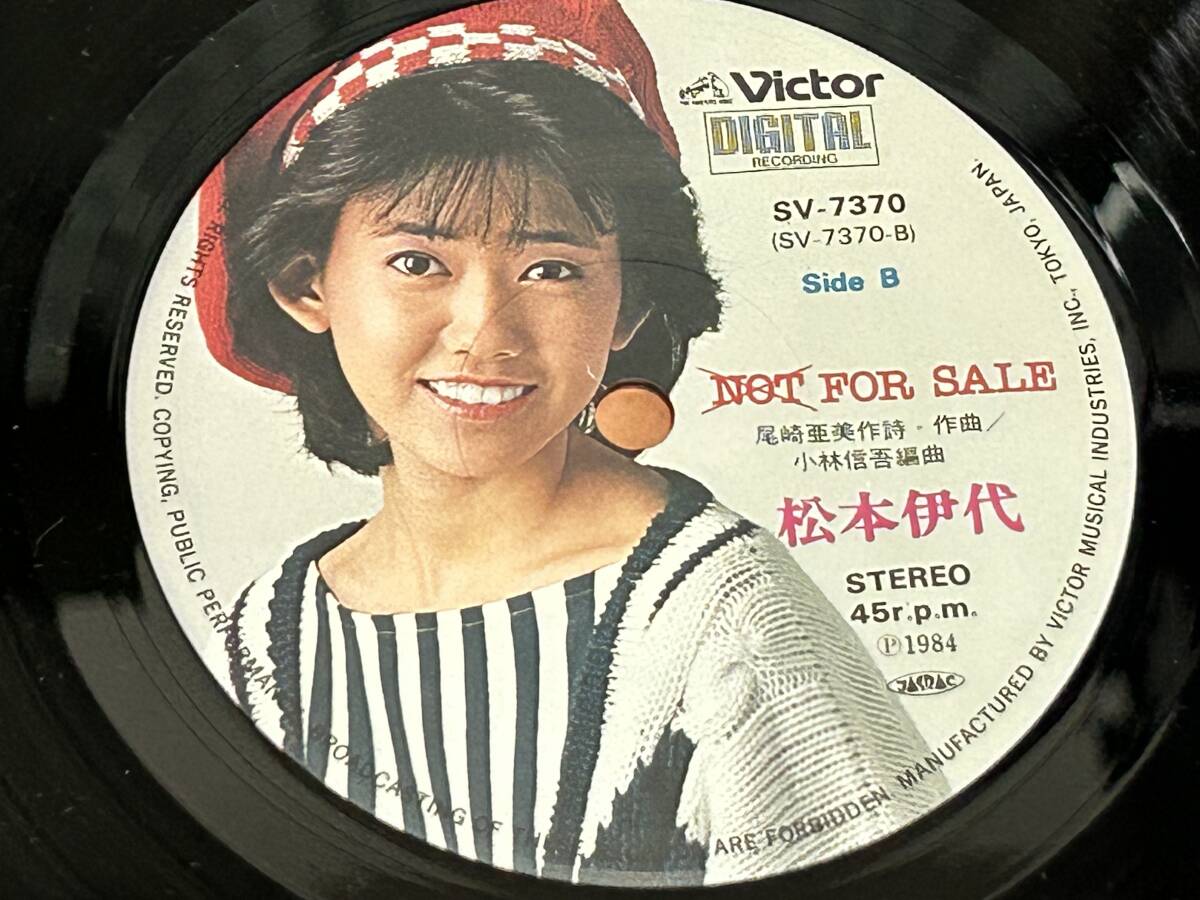 Victor
DIGITAL
RECORDING
SV-7370
(SV-7370-B)
Side B
NOT FOR SALE
尾崎亜美作詩・作曲/
小林信吾編曲
松本伊代
STEREO
45r.p.m.
Ⓟ1984
JASRAC
RIGHTS RESERVED. COPYING, PUBLIC PERFORMAN BROADCASTING OF ARE FORBIDDEN MANUFACTURED BY VICTOR MUSICAL INDUSTRIES, INC., TOKYO, JAPAN.